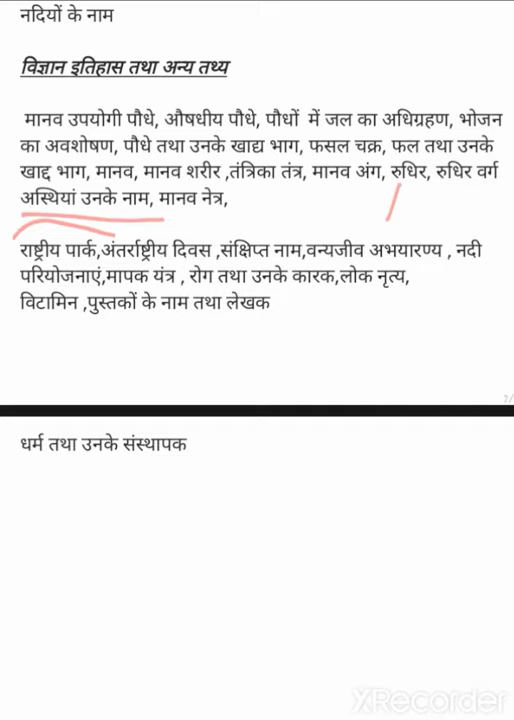 नदियों के नाम
विज्ञान इतिहास तथा अन्य तथ्य
मानव उपयोगी पौधे, औषधीय पौधे, पौधों में जल का अधिग्रहण, भोजन
का अवशोषण, पौधे तथा उनके खाद्य भाग, फसल चक्र, फल तथा उनके
खाद्द भाग, मानव, मानव शरीर ,तंत्रिका तंत्र, मानव अंग, रुधिर, रुधिर वर्ग
अस्थियां उनके नाम, मानव नेत्र,
राष्ट्रीय पार्क,अंतर्राष्ट्रीय दिवस ,संक्षिप्त नाम,वन्यजीव अभयारण्य , नदी
परियोजनाएं,मापक यंत्र , रोग तथा उनके कारक,लोक नृत्य,
विटामिन ,पुस्तकों के नाम तथा लेखक
धर्म तथा उनके संस्थापक
XRecorder